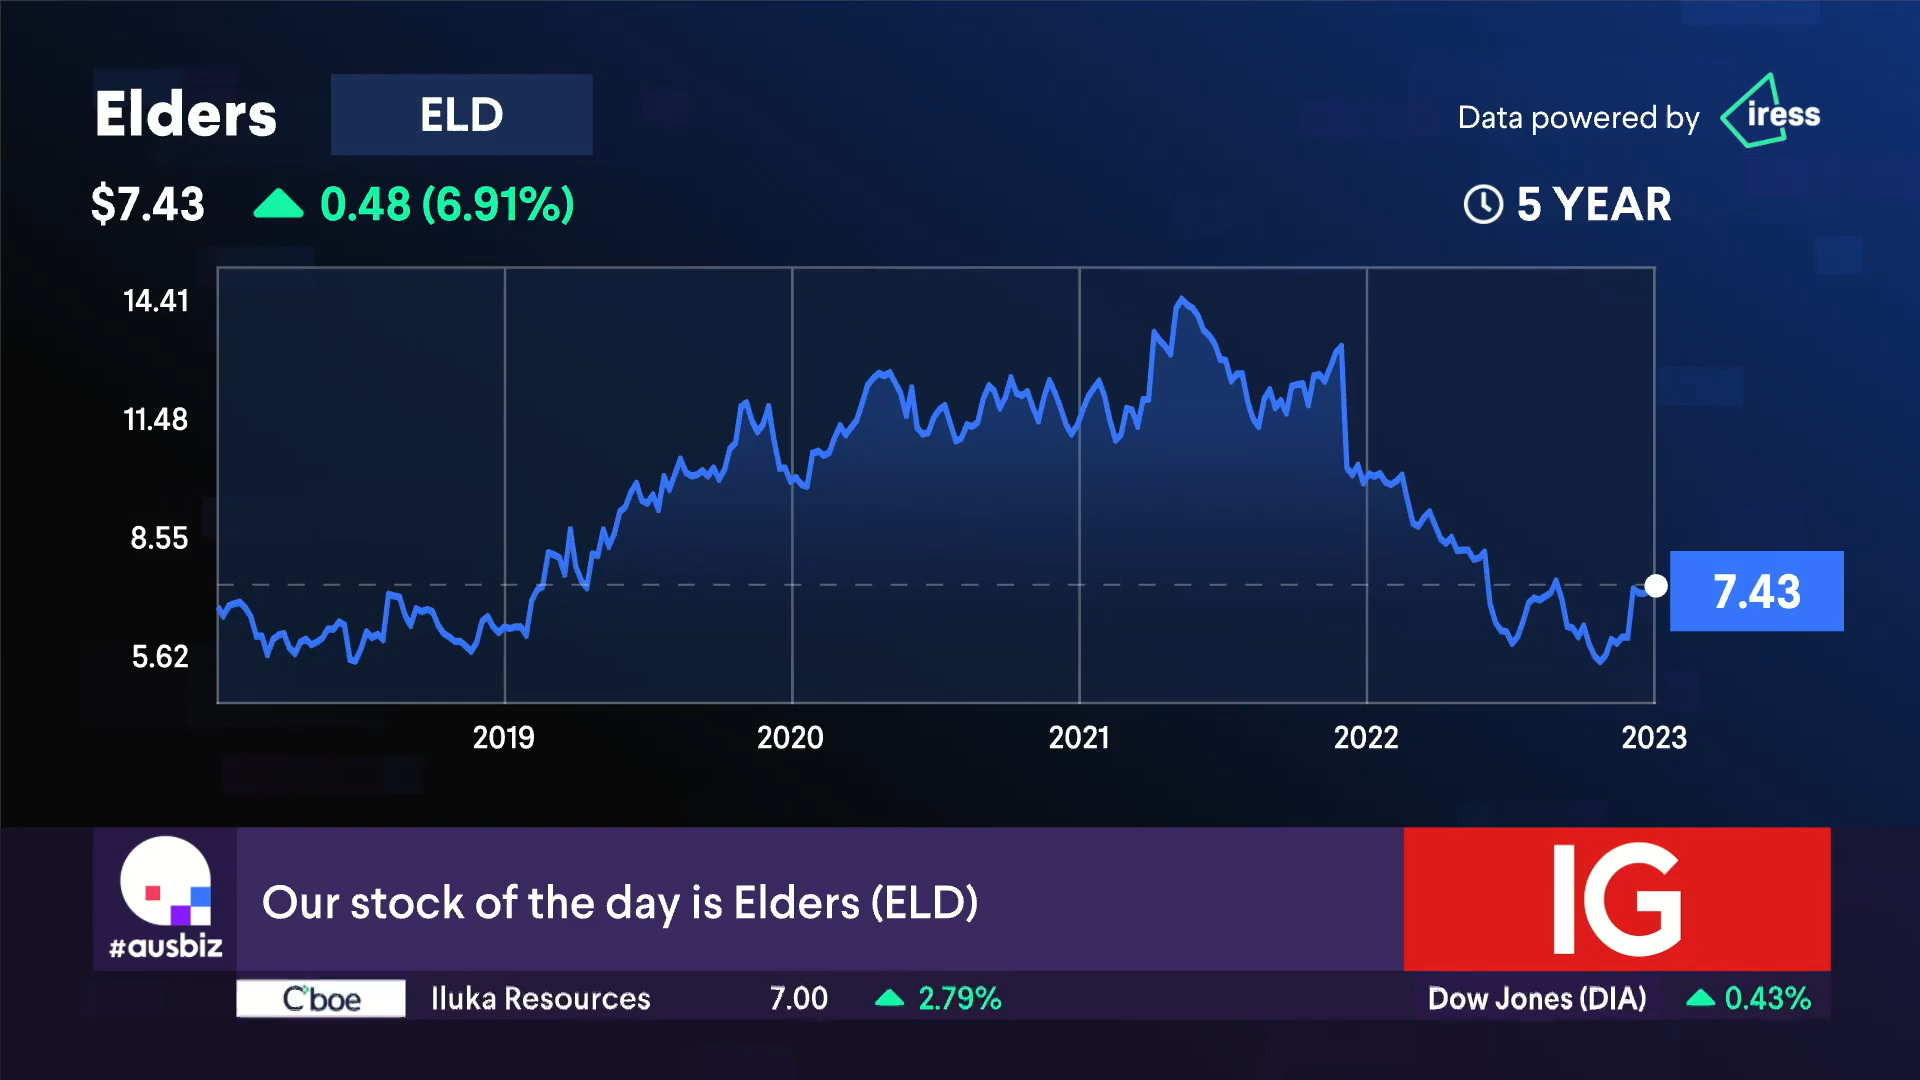 Elders
ELD
Data powered by iress
$7.43 0.48 (6.91%)
5 YEAR
14.41
11.48
8.55
5.62
7.43
2019 2020 2021 2022 2023
#ausbiz
Our stock of the day is Elders (ELD)
IG
Cboe Iluka Resources 7.00 2.79% Dow Jones (DIA) 0.43%